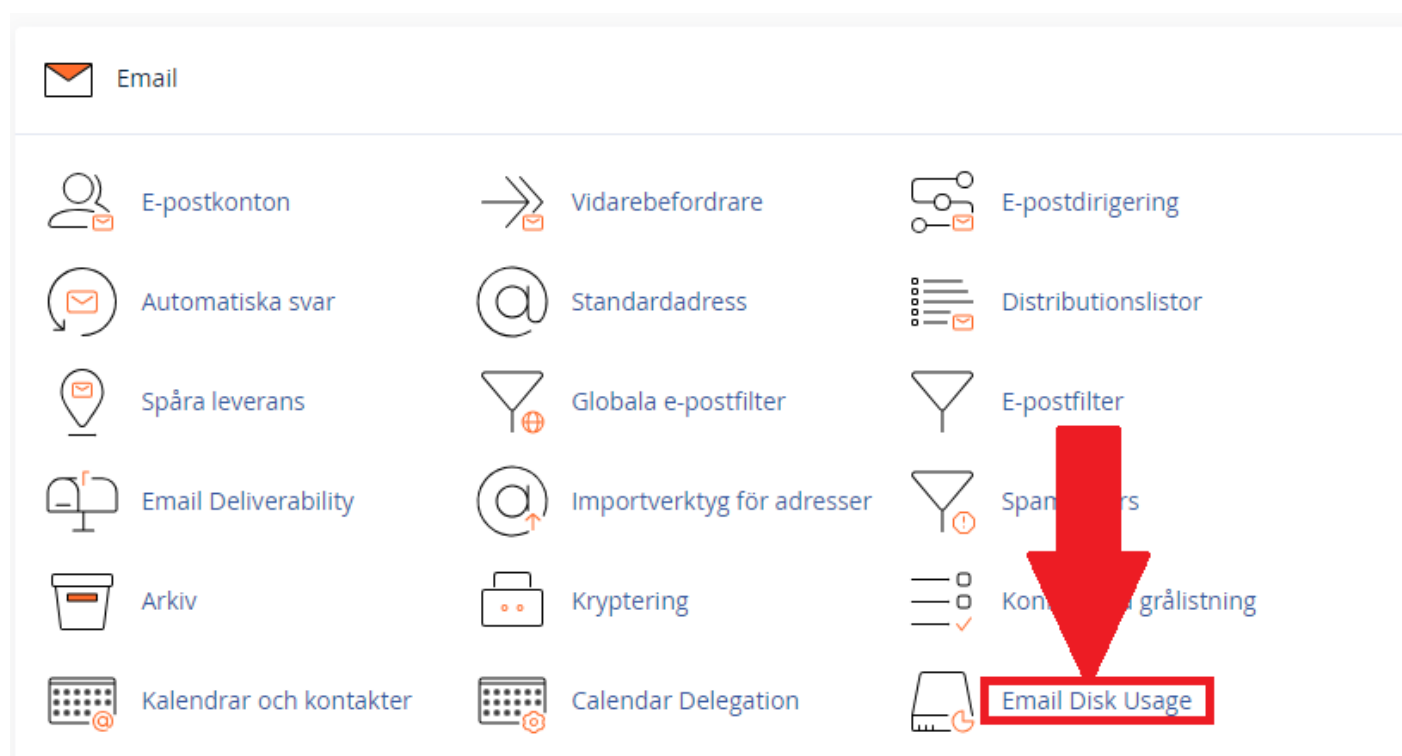 Email
E-postkonton
Vidarebefordrare
E-postdirigering
Automatiska svar
Standardadress
Distributionslistor
Spåra leverans
Globala e-postfilter
E-postfilter
Email Deliverability
Importverktyg för adresser
Arkiv
Kryptering
grålistning
Kalendrar och kontakter
Calendar Delegation
Email Disk Usage